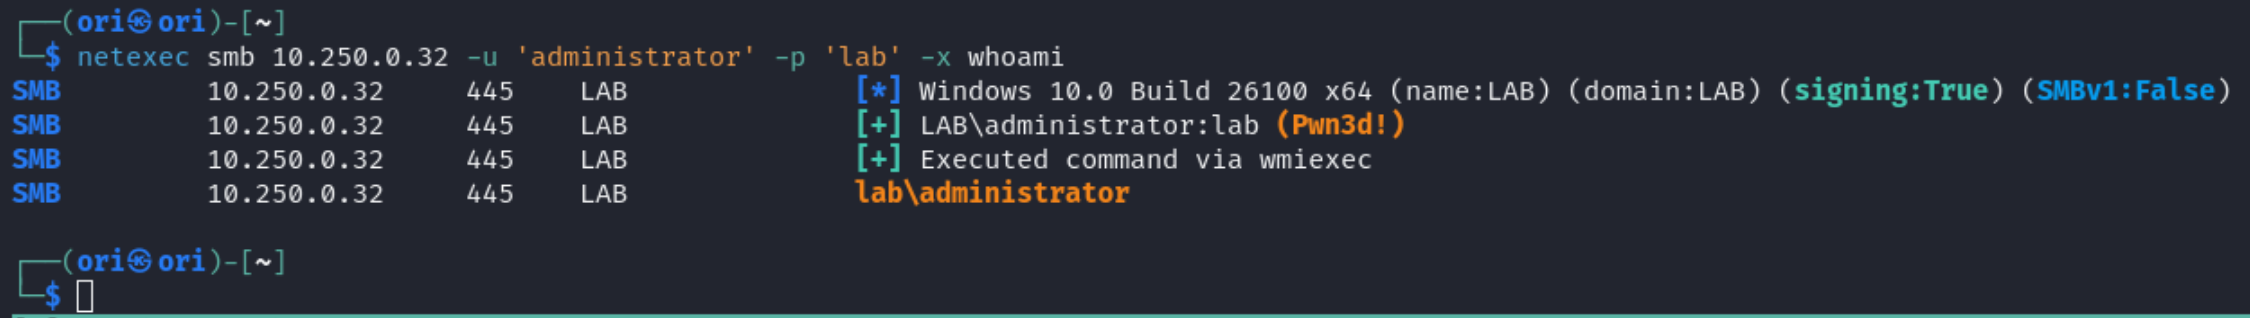 ┌──(ori㉿ori)-[~]
└─$ netexec smb 10.250.0.32 -u 'administrator' -p 'lab' -x whoami
SMB         10.250.0.32     445    LAB              [*] Windows 10.0 Build 26100 x64 (name:LAB) (domain:LAB) (signing:True) (SMBv1:False)
SMB         10.250.0.32     445    LAB              [+] LAB\administrator:lab (Pwn3d!)
SMB         10.250.0.32     445    LAB              [+] Executed command via wmiexec
SMB         10.250.0.32     445    LAB              lab\administrator
┌──(ori㉿ori)-[~]
└─$